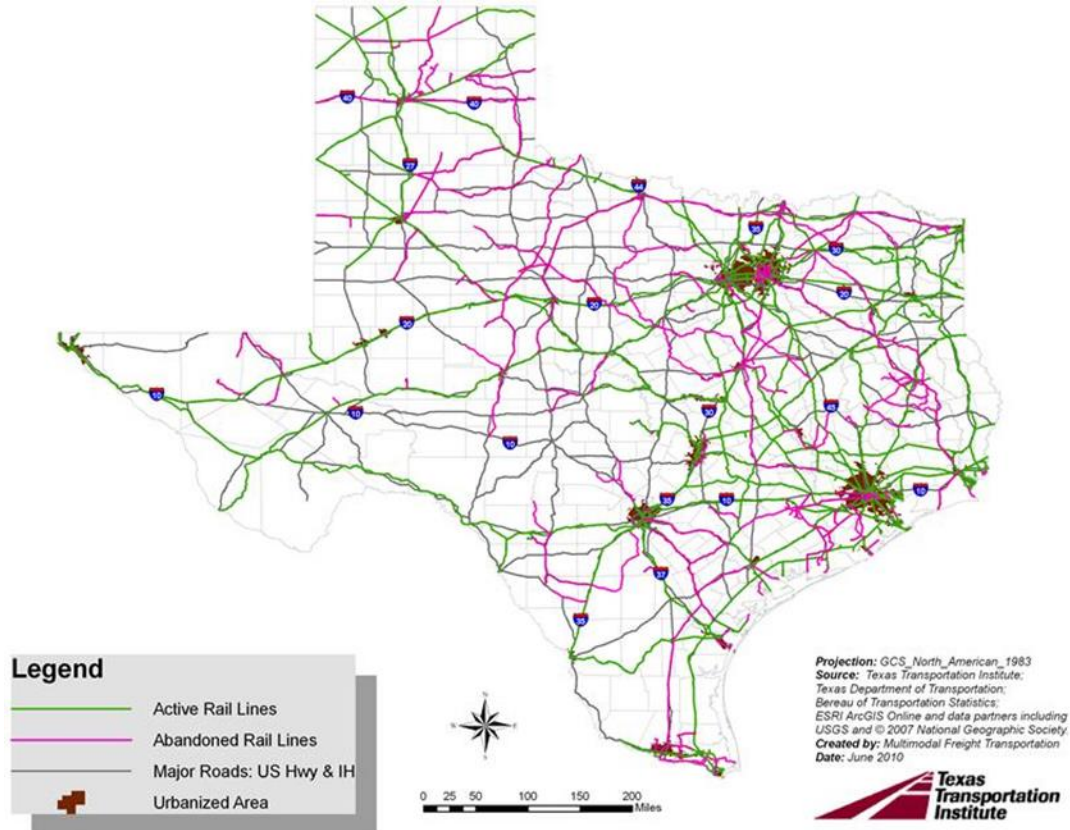 40
40
27
44
35
30
20
20
20
10
10
30
45
10
35
10
10
37
35
Legend
Active Rail Lines
Abandoned Rail Lines
Major Roads: US Hwy & IH
Urbanized Area
N
W
E
S
0 25 50 100 150 200
Miles
Projection: GCS_North_American_1983
Source: Texas Transportation Institute;
Texas Department of Transportation;
Bereau of Transportation Statistics;
ESRI ArcGIS Online and data partners including
USGS and © 2007 National Geographic Society.
Created by: Multimodal Freight Transportation
Date: June 2010
Texas
Transportation
Institute